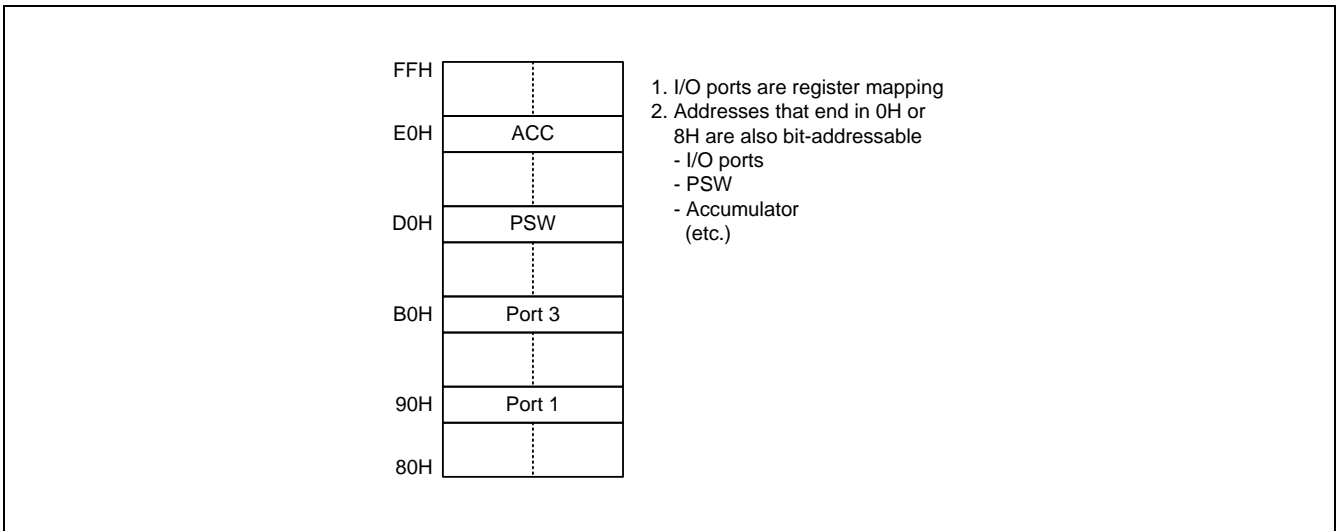 FFH
E0H ACC
D0H PSW
B0H Port 3
90H Port 1
80H
1. I/O ports are register mapping
2. Addresses that end in 0H or
8H are also bit-addressable
- I/O ports
- PSW
- Accumulator
(etc.)